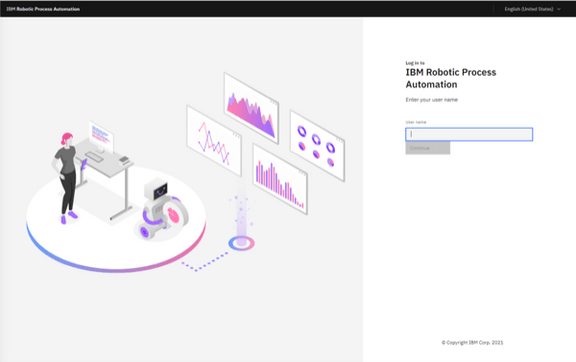 IBM Robotic Process Automation
English (United States)
Log in to
IBM Robotic Process
Automation
Enter your user name
User name
Continue
© Copyright IBM Corp. 2021